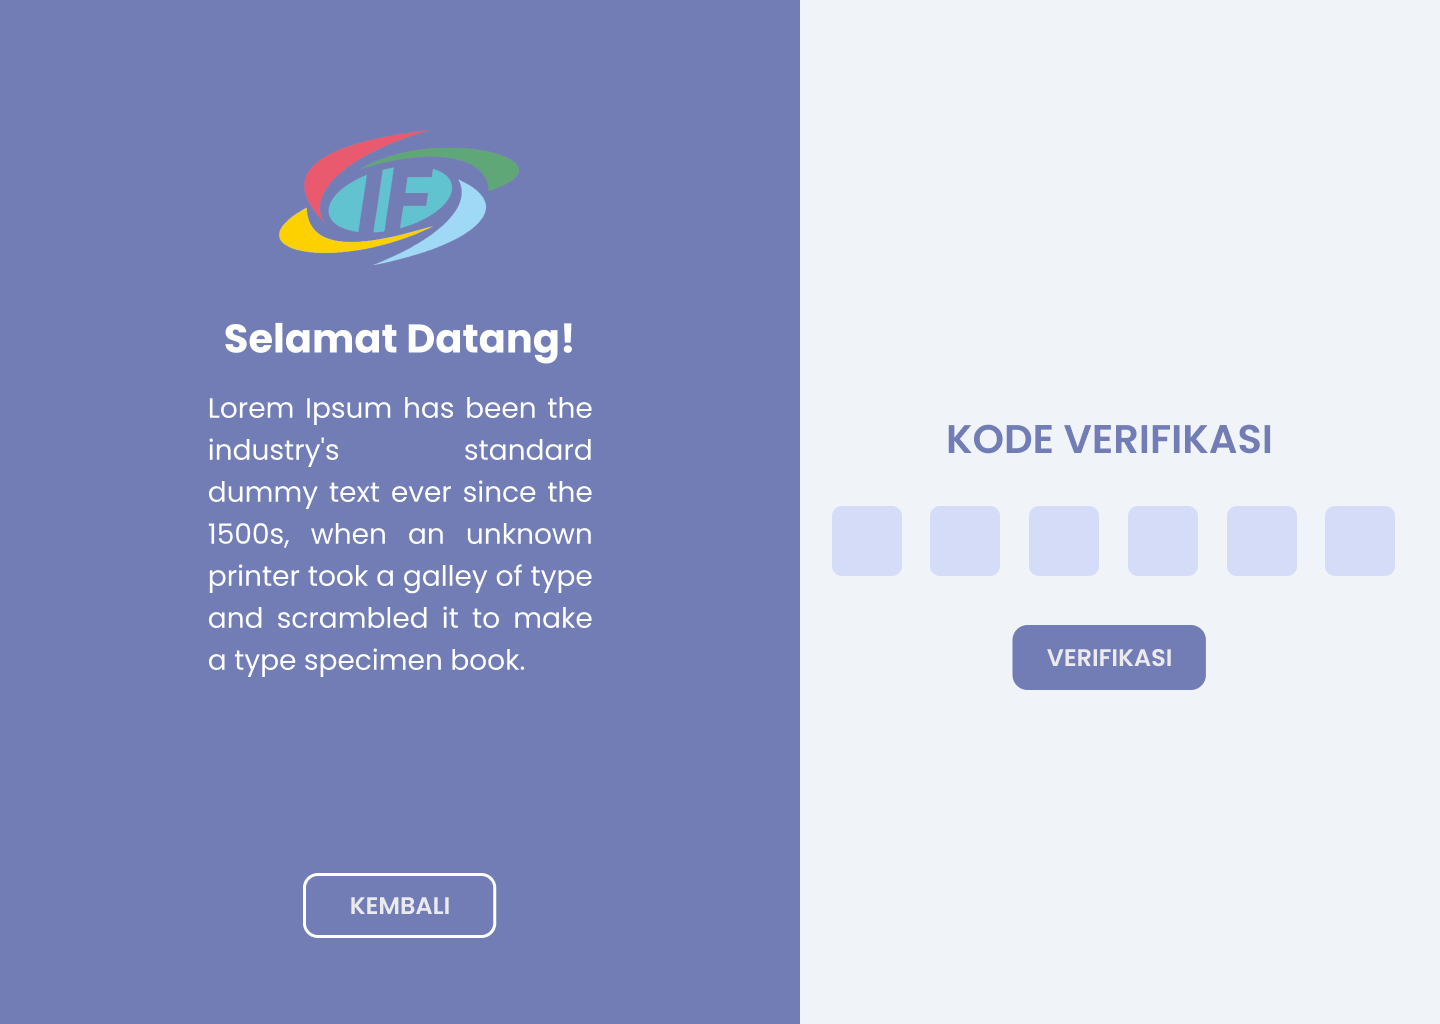 IF
Selamat Datang!
Lorem Ipsum has been the
industry's standard
dummy text ever since the
1500s, when an unknown
printer took a galley of type
and scrambled it to make
a type specimen book.
KEMBALI
KODE VERIFIKASI
VERIFIKASI